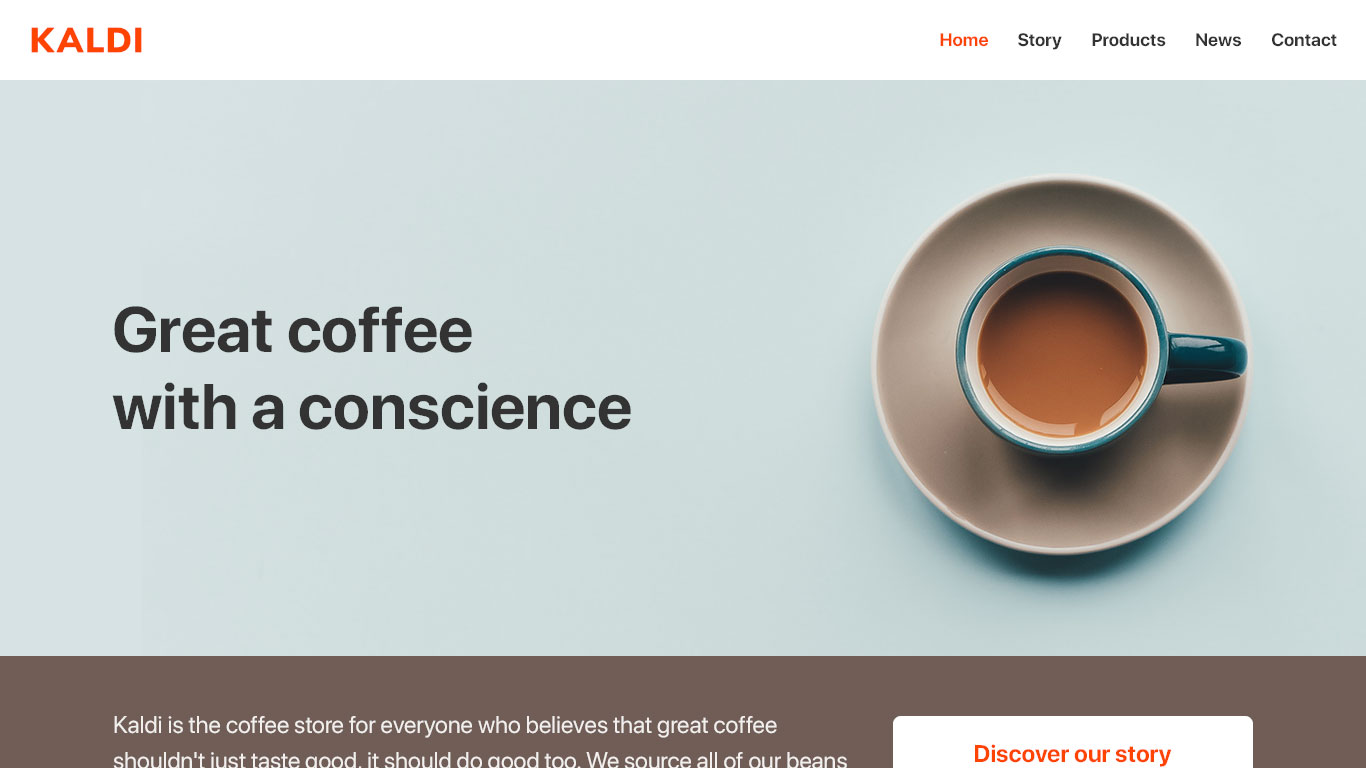 KALDI
Home Story Products News Contact
Great coffee
with a conscience
Kaldi is the coffee store for everyone who believes that great coffee
shouldn't just taste good, it should do good too. We source all of our beans
Discover our story